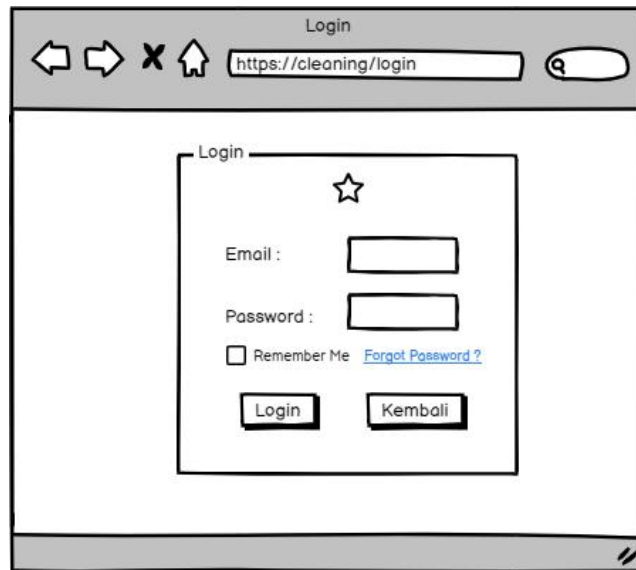 Login
https://cleaning/login
Login
Email :
Password :
Remember Me Forgot Password ?
Login Kembali